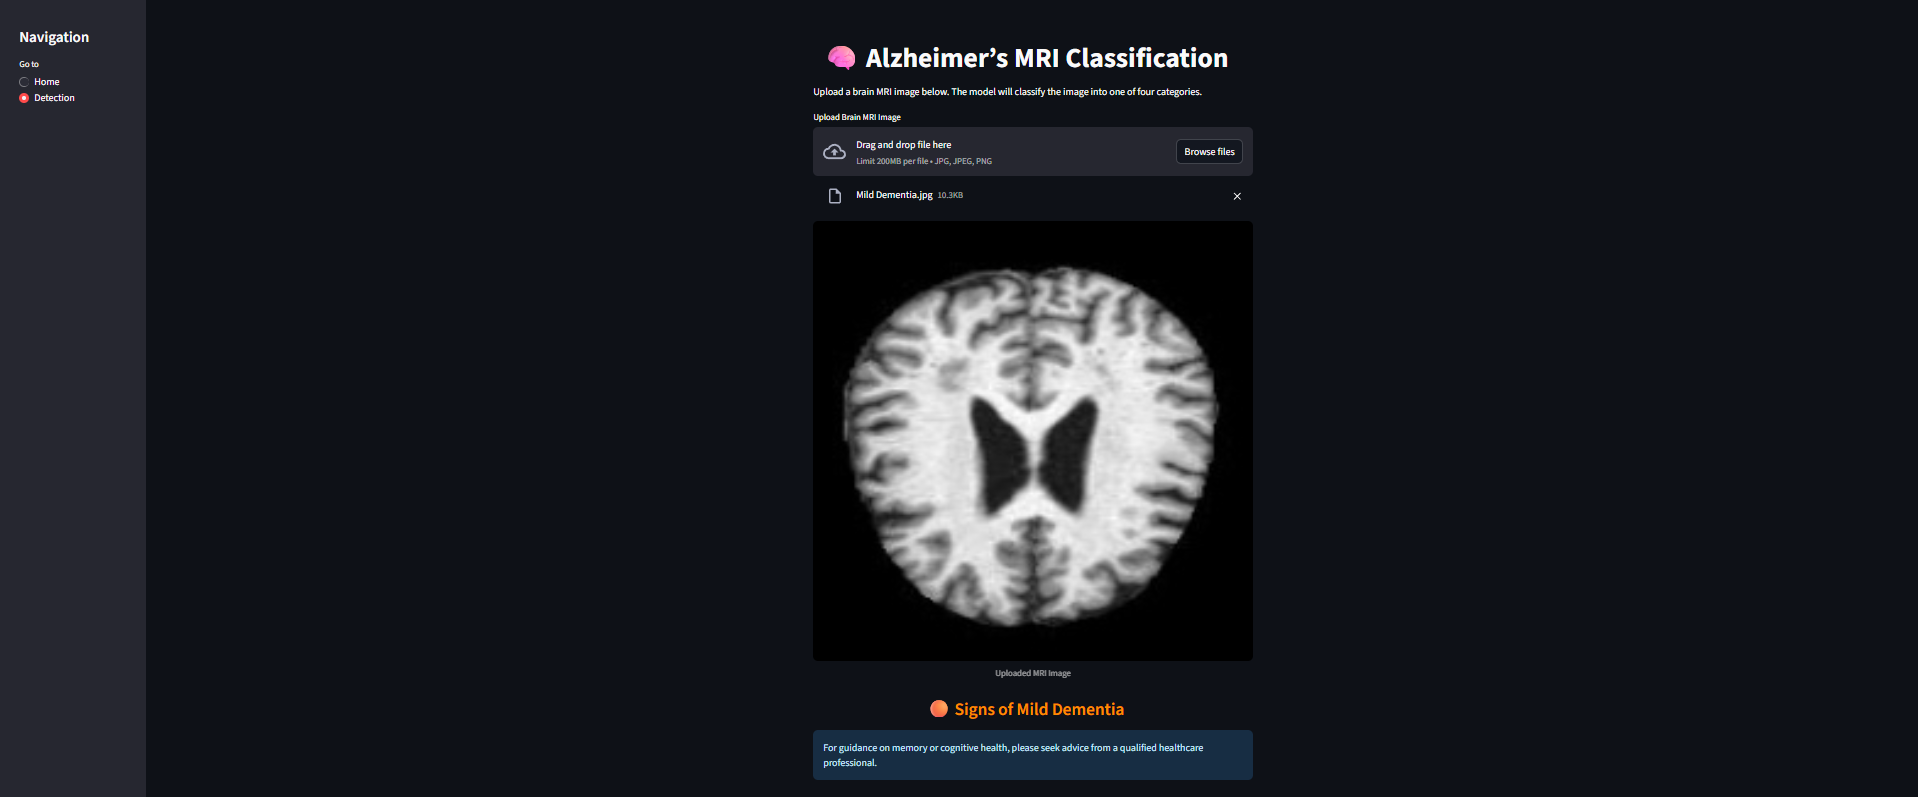 Navigation
Go to
Home
Detection
Alzheimer’s MRI Classification
Upload a brain MRI image below. The model will classify the image into one of four categories.
Upload Brain MRI Image
Drag and drop file here
Limit 200MB per file • JPG, JPEG, PNG
Browse files
Mild Dementia.jpg 10.3KB
Uploaded MRI Image
Signs of Mild Dementia
For guidance on memory or cognitive health, please seek advice from a qualified healthcare
professional.